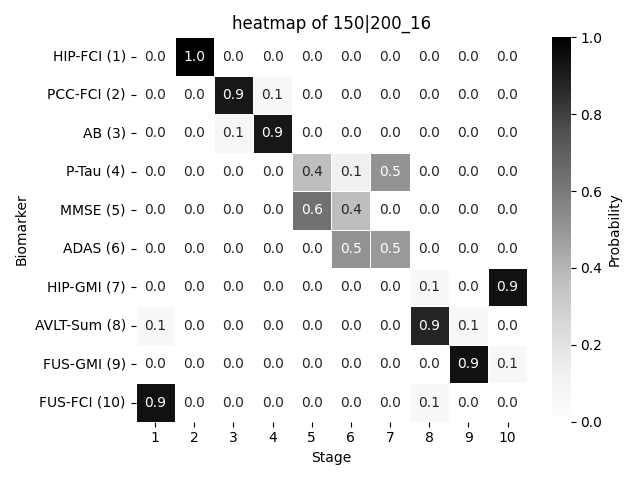 heatmap of 150|200_16
HIP-FCI (1) 0.0 1.0 0.0 0.0 0.0 0.0 0.0 0.0 0.0 0.0
PCC-FCI (2) 0.0 0.0 0.9 0.1 0.0 0.0 0.0 0.0 0.0 0.0
AB (3) 0.0 0.0 0.1 0.9 0.0 0.0 0.0 0.0 0.0 0.0
P-Tau (4) 0.0 0.0 0.0 0.0 0.4 0.1 0.5 0.0 0.0 0.0
MMSE (5) 0.0 0.0 0.0 0.0 0.6 0.4 0.0 0.0 0.0 0.0
ADAS (6) 0.0 0.0 0.0 0.0 0.0 0.5 0.5 0.0 0.0 0.0
HIP-GMI (7) 0.0 0.0 0.0 0.0 0.0 0.0 0.0 0.1 0.0 0.9
AVLT-Sum (8) 0.1 0.0 0.0 0.0 0.0 0.0 0.0 0.9 0.1 0.0
FUS-GMI (9) 0.0 0.0 0.0 0.0 0.0 0.0 0.0 0.0 0.9 0.1
FUS-FCI (10) 0.9 0.0 0.0 0.0 0.0 0.0 0.0 0.1 0.0 0.0
1 2 3 4 5 6 7 8 9 10
Stage
Biomarker
1.0
0.8
0.6
0.4
0.2
0.0
Probability